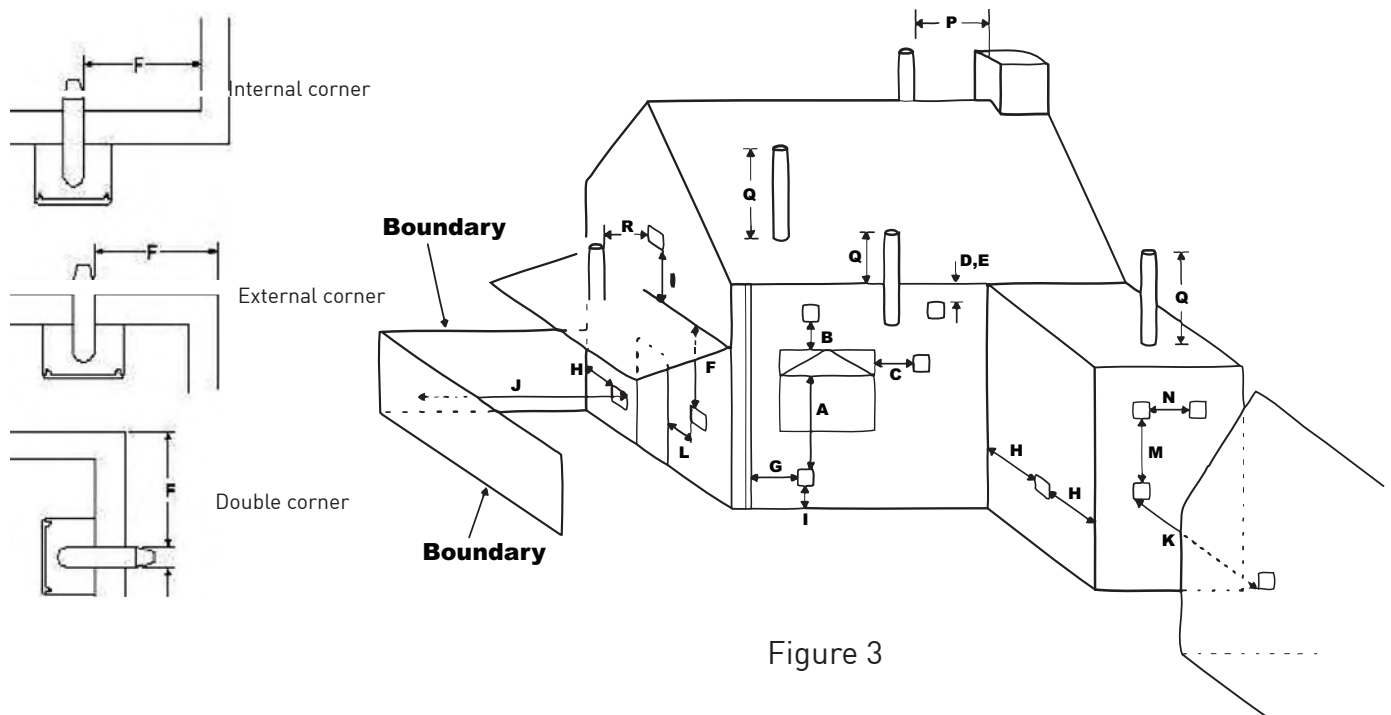 F
Internal corner
F
External corner
F
Double corner
P
Q
Boundary
R
I
Q
D,E
Q
B
C
F
H
J
A
N
L
M
G
H
H
I
K
Boundary
Figure 3